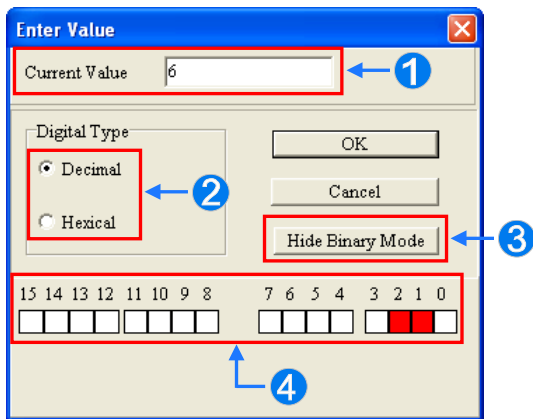 Enter Value
Current Value 6 1
Digital Type
Decimal
Hexical
2
OK
Cancel
Hide Binary Mode 3
15 14 13 12 11 10 9 8 7 6 5 4 3 2 1 0
4